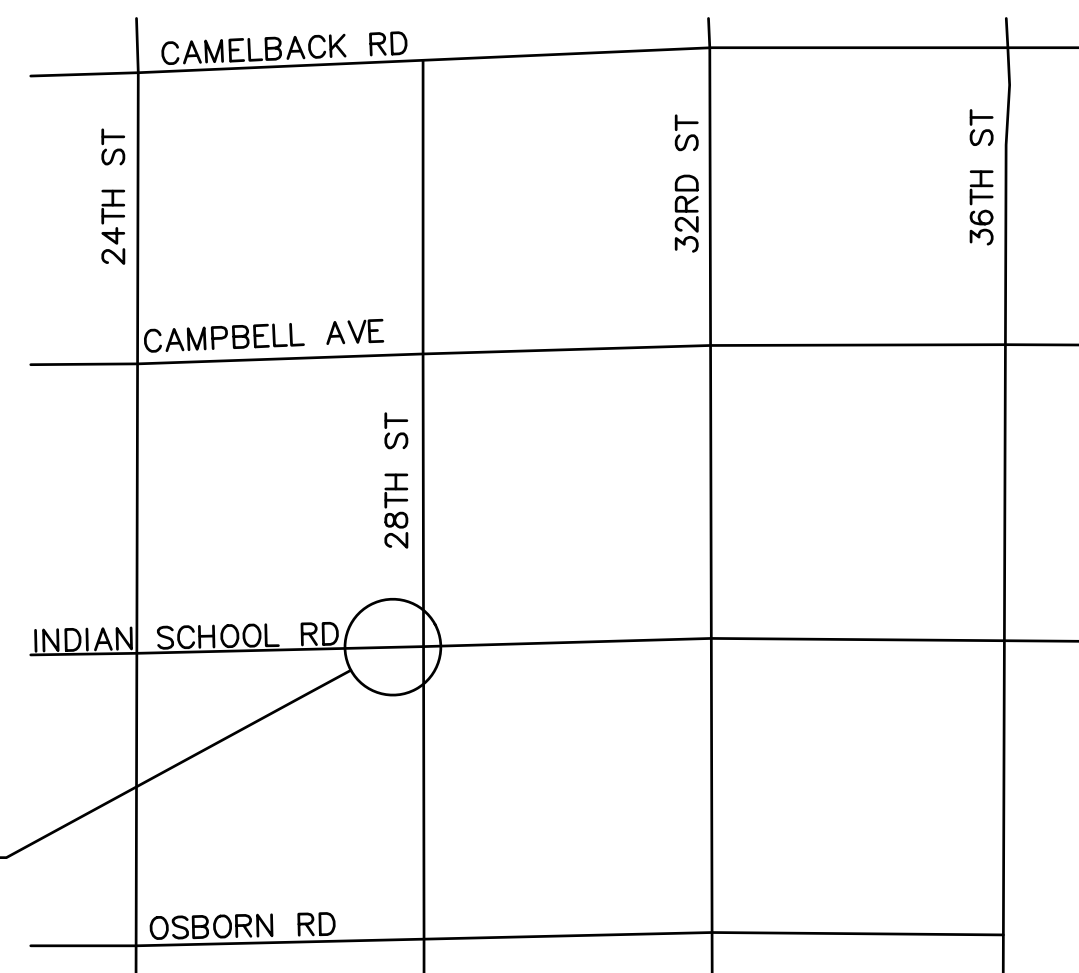 CAMELBACK RD
24TH ST
32RD ST
36TH ST
CAMPBELL AVE
28TH ST
INDIAN SCHOOL RD
OSBORN RD